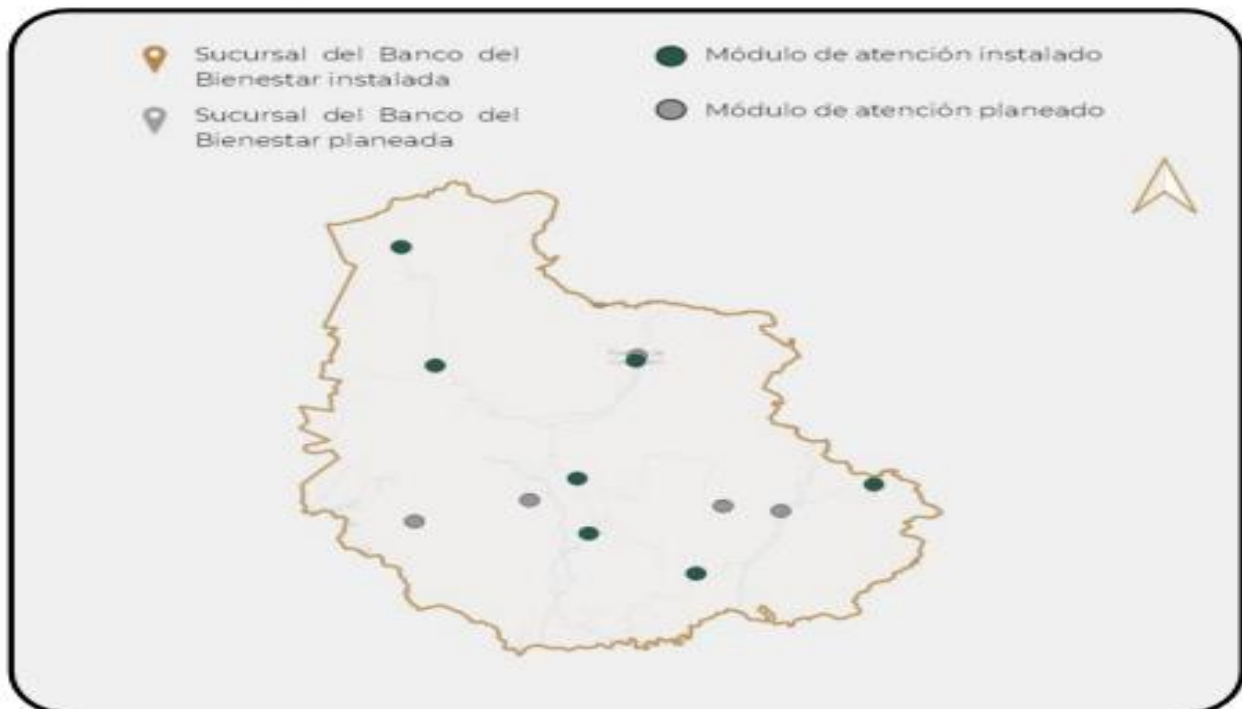 Sucursal del Banco del
Bienestar instalada
Sucursal del Banco del
Bienestar planeada
Módulo de atención instalado
Módulo de atención planeado